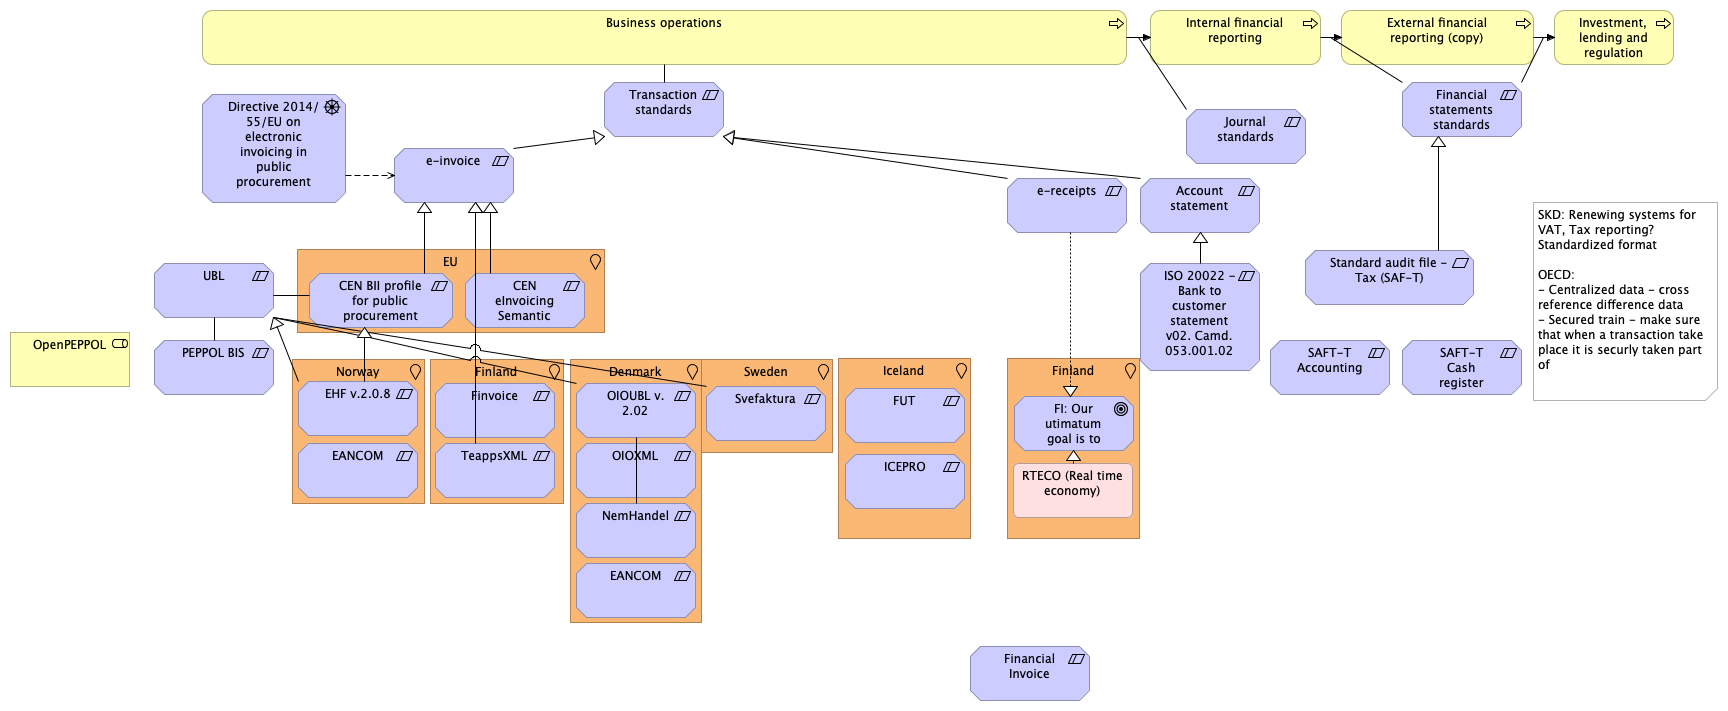 Business operations
Internal financial
reporting
External financial
reporting (copy)
Investment,
lending and
regulation
Transaction
standards
Financial
statements
standards
Directive 2014/
55/EU on
electronic
invoicing in
public
procurement
Journal
standards
e-invoice
e-receipts
Account
statement
SKD: Renewing systems for
VAT, Tax reporting?
Standardized format
OECD:
- Centralized data - cross
reference difference data
- Secured train - make sure
that when a transaction take
place it is securly taken part
of
EU
UBL
CEN BII profile
for public
procurement
CEN
eInvoicing
Semantic
ISO 20022 -
Bank to
customer
statement
v02. Camd.
053.001.02
Standard audit file -
Tax (SAF-T)
OpenPEPPOL
PEPPOL BIS
SAFT-T
Accounting
SAFT-T
Cash
register
Norway
EHF v.2.0.8
EANCOM
Finland
Finvoice
TeappsXML
Denmark
OIOUBL v.
2.02
OIOXML
NemHandel
EANCOM
Sweden
Svefaktura
Iceland
FUT
ICEPRO
Finland
FI: Our
utimatum
goal is to
RTECO (Real time
economy)
Financial
Invoice